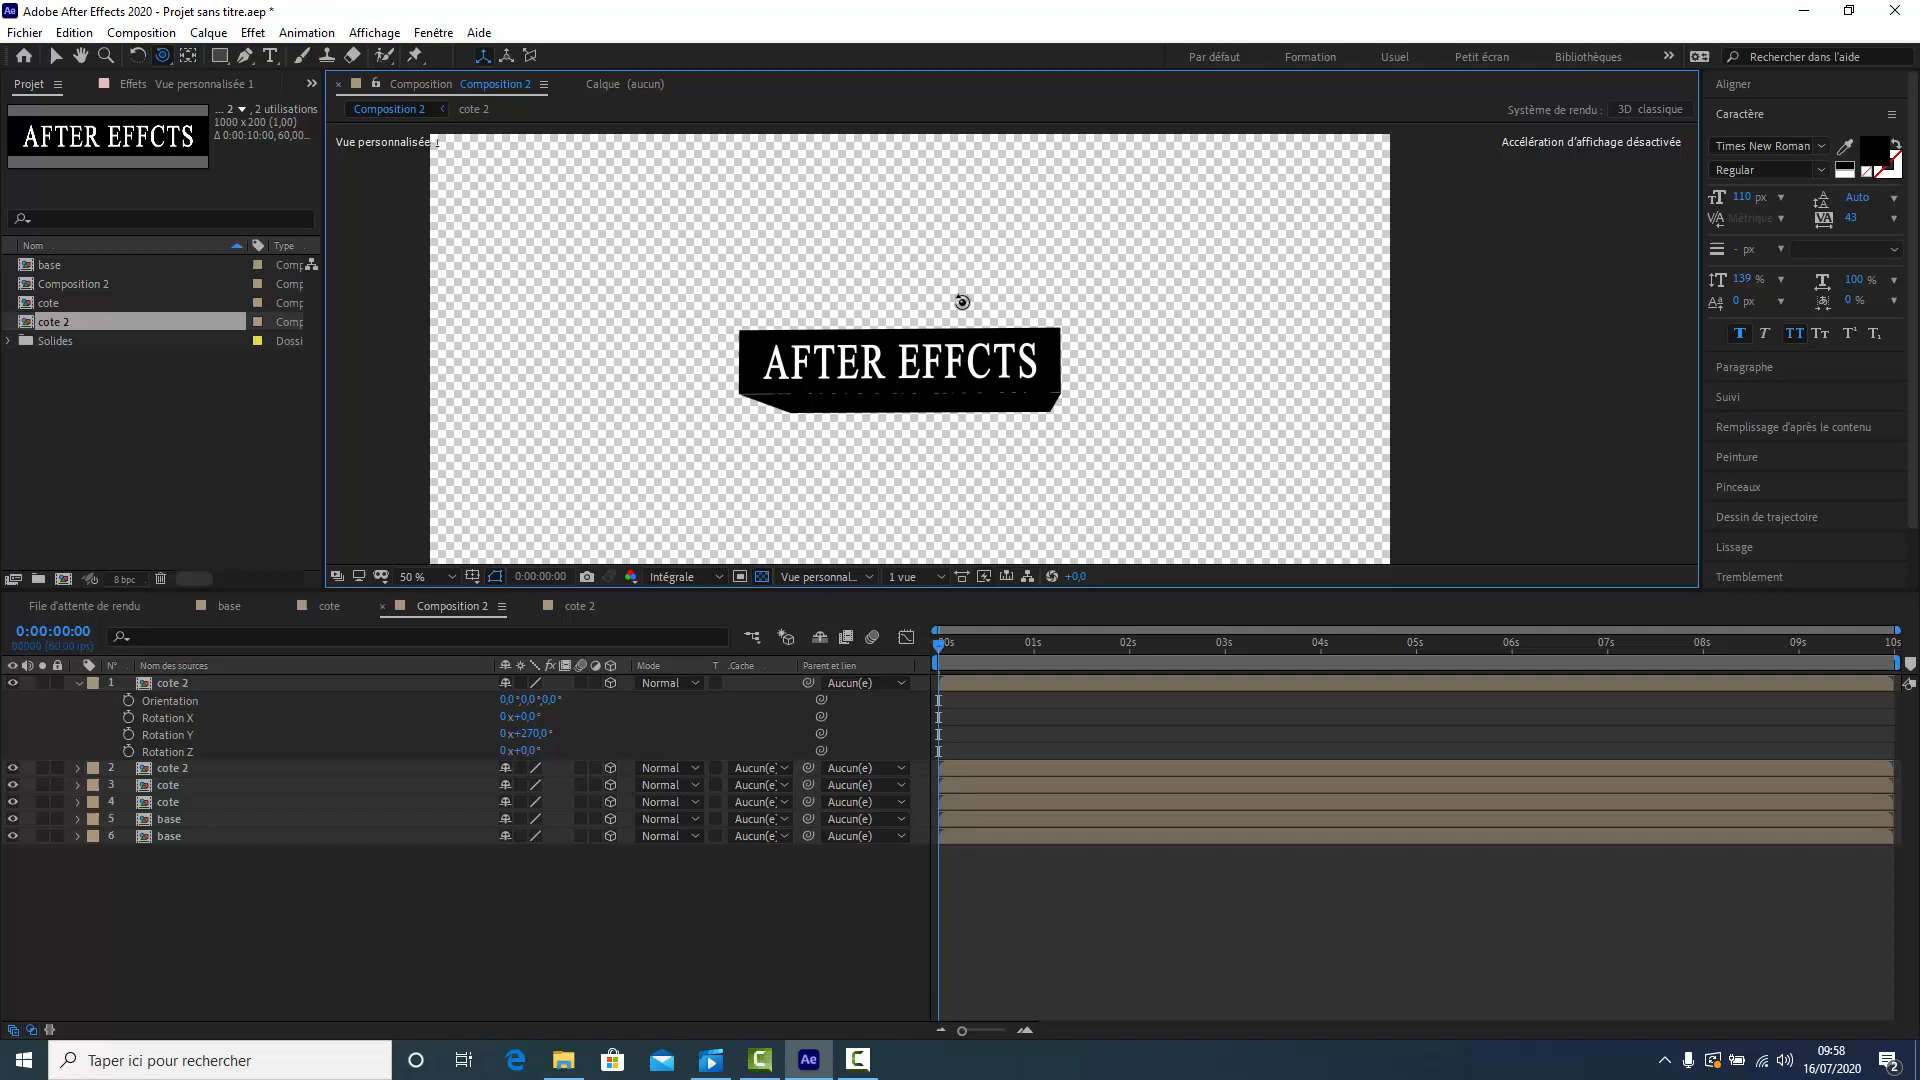 Adobe After Effects 2020 - Projet sans titre.aep *
Fichier Edition Composition Calque Effet Animation Affichage Fenêtre Aide
Par défaut Formation Usuel Petit écran Bibliothèques Rechercher dans l'aide
Projet Effets Vue personnalisée 1
Composition Composition 2 Calque (aucun)
Aligner
... 2 , 2 utilisations
1000 x 200 (1,00)
Δ 0:00:10:00, 60,00...
AFTER EFFCTS
Composition 2 cote 2
Système de rendu : 3D classique
Caractère
Vue personnalisée 1
Accélération d'affichage désactivée
Times New Roman
Regular
110 px Auto
Métrique 43
- px
139 % 100 %
0 px 0 %
T T TT Tт T¹ T₁
Nom Type
base Comp
Composition 2 Comp
cote Comp
cote 2 Comp
Solides Dossi
AFTER EFFCTS
Paragraphe
Suivi
Remplissage d'après le contenu
Peinture
Pinceaux
Dessin de trajectoire
Lissage
Tremblement
8 bpc
50 % 0:00:00:00 Intégrale Vue personnal... 1 vue +0,0
File d'attente de rendu base cote Composition 2 cote 2
0:00:00:00
00000 (60,00 ips)
00s 01s 02s 03s 04s 05s 06s 07s 08s 09s 10s
N° Nom des sources fx Mode T .Cache Parent et lien
1 cote 2 Normal Aucun(e)
Orientation 0,0°,0,0°,0,0°
Rotation X 0x+0,0°
Rotation Y 0x+270,0°
Rotation Z 0x+0,0°
2 cote 2 Normal Aucun(e) Aucun(e)
3 cote Normal Aucun(e) Aucun(e)
4 cote Normal Aucun(e) Aucun(e)
5 base Normal Aucun(e) Aucun(e)
6 base Normal Aucun(e) Aucun(e)
Taper ici pour rechercher
Ae
09:58
16/07/2020
2